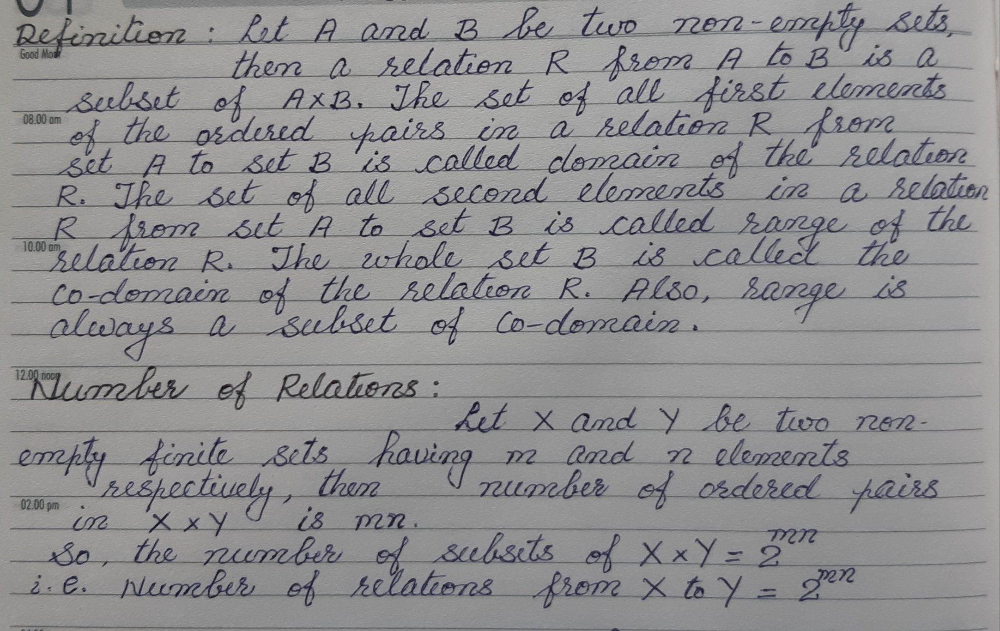 Definition : Let A and B be two non-empty sets,
Good Mor
then a relation R from A to B is a
subset of A×B. The set of all first elements
08.00 am
of the ordered pairs in a relation R from
set A to set B is called domain of the relation
R. The set of all second elements in a relation
R from set A to set B is called range of the
10.00 am
relation R. The whole set B is called the
co-domain of the relation R. Also, range is
always a subset of co-domain.
12.00 noon
Number of Relations :
Let X and Y be two non-
empty finite sets having m and n elements
respectively, then number of ordered pairs
02.00 pm
in X × Y is mn.
So, the number of subsets of X × Y = 2^mn
i.e. Number of relations from X to Y = 2^mn